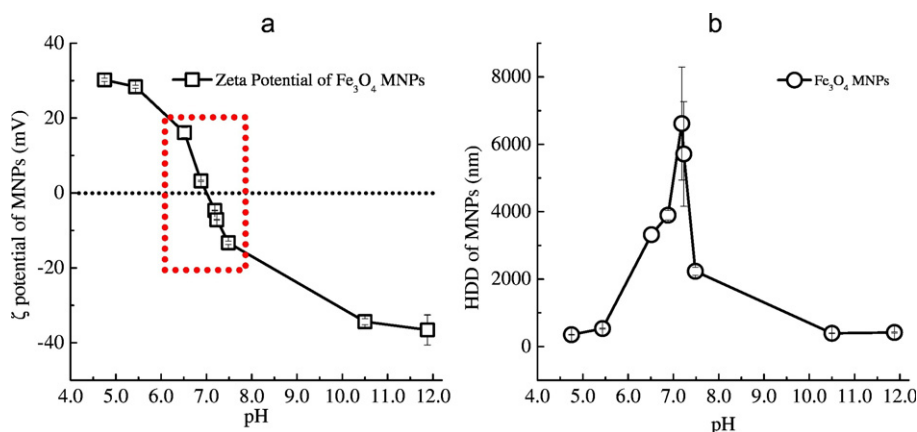 a
ζ potential of MNPs (mV)
40
20
0
-20
-40
Zeta Potential of Fe₃O₄ MNPs
4.0 5.0 6.0 7.0 8.0 9.0 10.0 11.0 12.0
pH
b
HDD of MNPs (nm)
8000
6000
4000
2000
0
Fe₃O₄ MNPs
4.0 5.0 6.0 7.0 8.0 9.0 10.0 11.0 12.0
pH